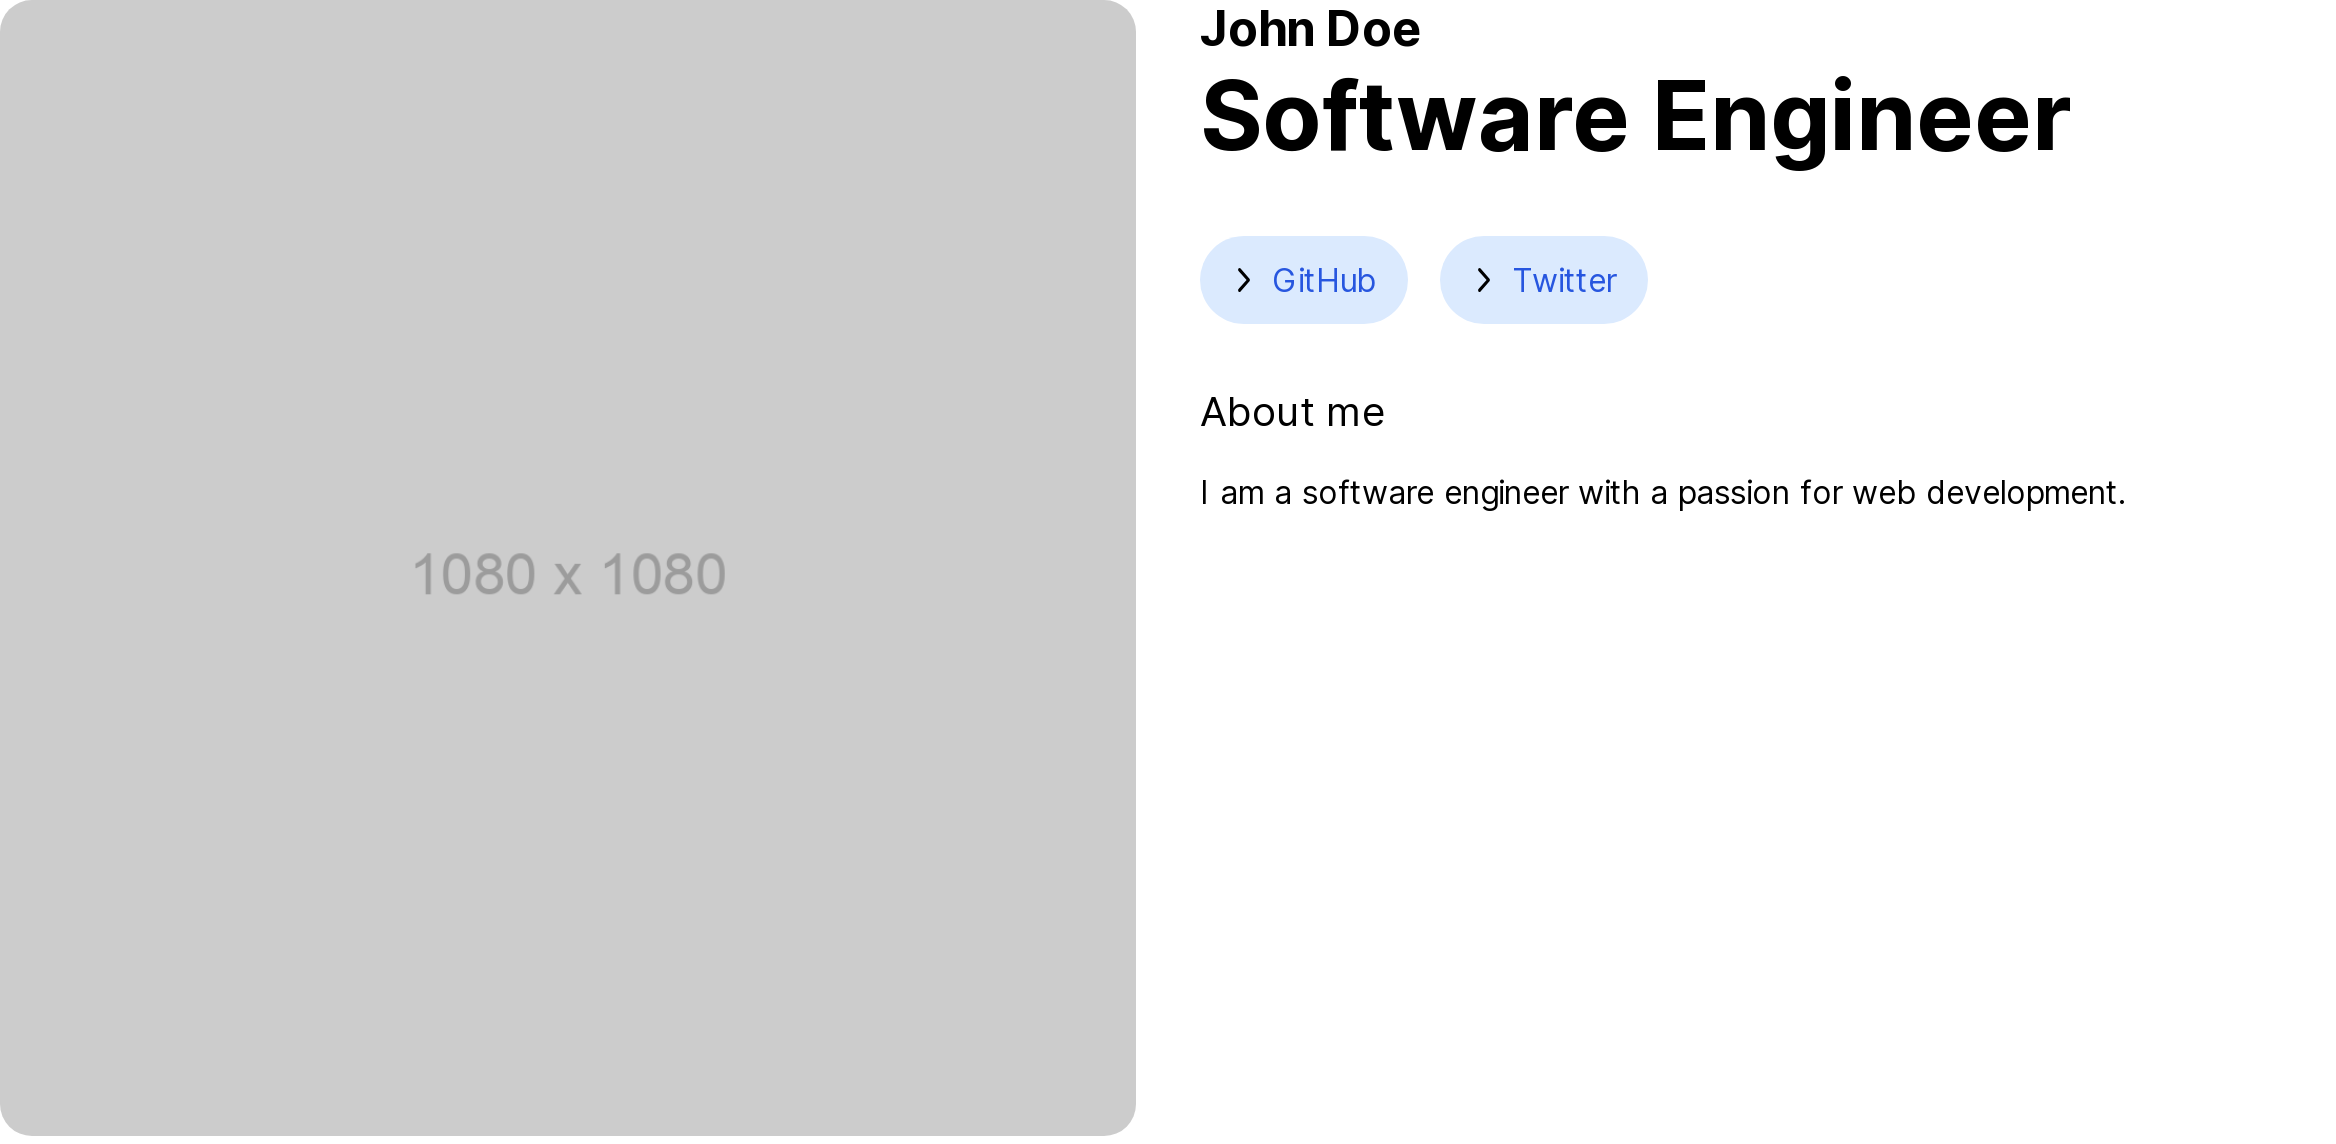 John Doe
Software Engineer
GitHub
Twitter
About me
I am a software engineer with a passion for web development.
1080 x 1080